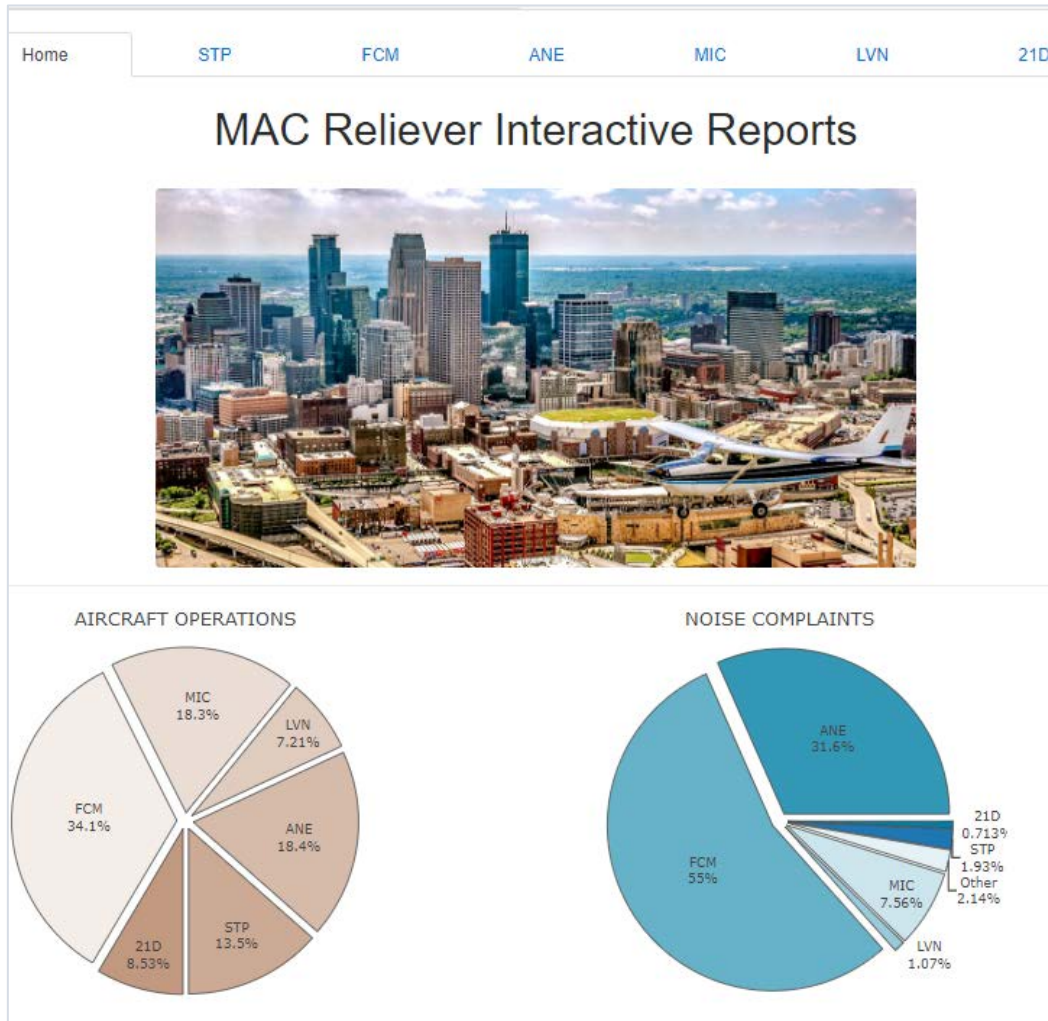 Home STP FCM ANE MIC LVN 21D
MAC Reliever Interactive Reports
AIRCRAFT OPERATIONS
MIC
18.3%
LVN
7.21%
FCM
34.1%
ANE
18.4%
STP
13.5%
21D
8.53%
NOISE COMPLAINTS
ANE
31.6%
21D
0.713%
STP
1.93%
Other
2.14%
FCM
55%
MIC
7.56%
LVN
1.07%